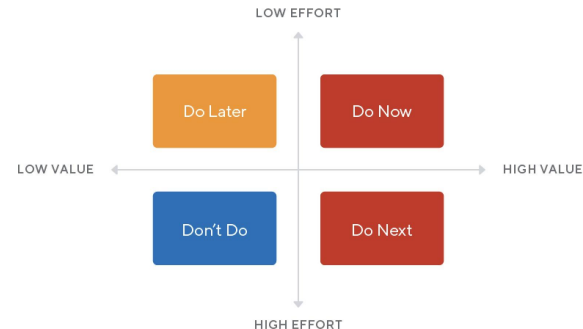 LOW EFFORT
Do Later
Do Now
LOW VALUE
HIGH VALUE
Don't Do
Do Next
HIGH EFFORT